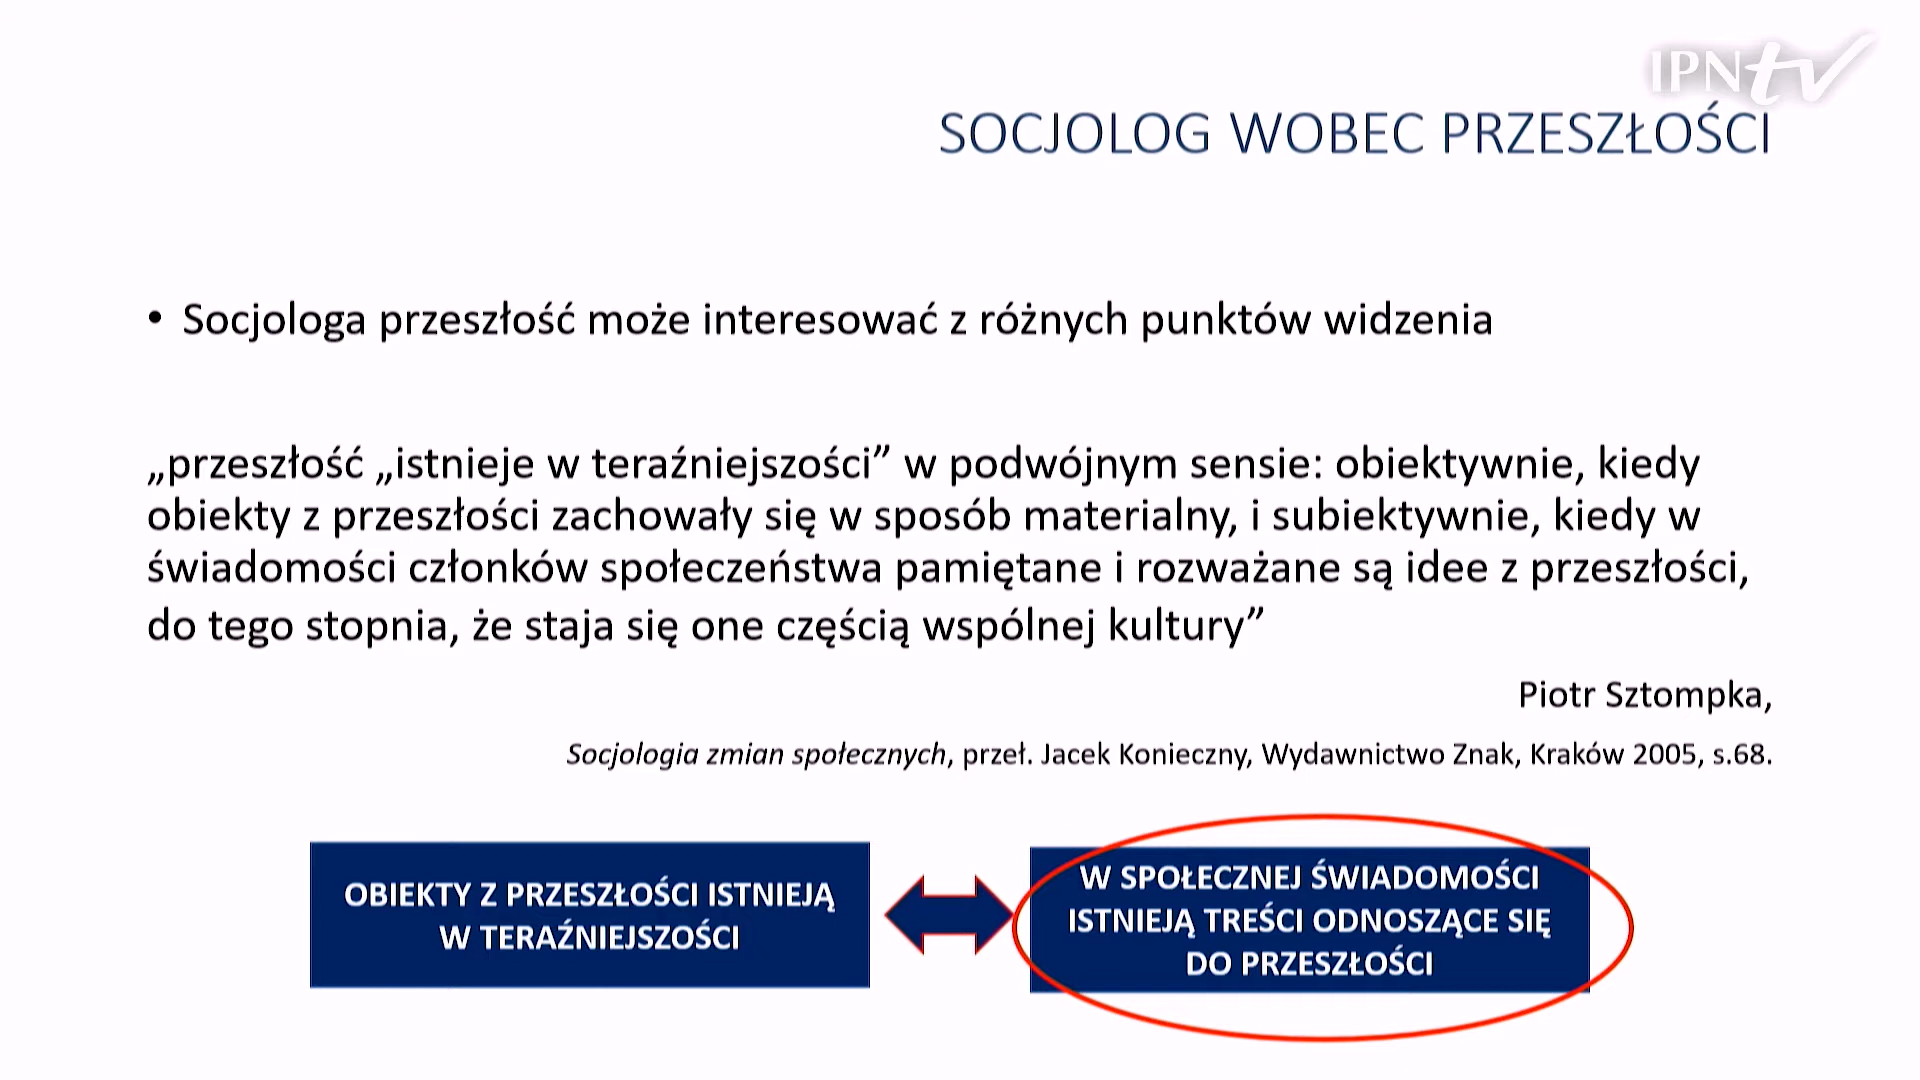 IPNtv
SOCJOLOG WOBEC PRZESZŁOŚCI
• Socjologa przeszłość może interesować z różnych punktów widzenia
„przeszłość „istnieje w teraźniejszości” w podwójnym sensie: obiektywnie, kiedy
obiekty z przeszłości zachowały się w sposób materialny, i subiektywnie, kiedy w
świadomości członków społeczeństwa pamiętane i rozważane są idee z przeszłości,
do tego stopnia, że staja się one częścią wspólnej kultury”
Piotr Sztompka,
Socjologia zmian społecznych, przeł. Jacek Konieczny, Wydawnictwo Znak, Kraków 2005, s.68.
OBIEKTY Z PRZESZŁOŚCI ISTNIEJĄ
W TERAŹNIEJSZOŚCI
W SPOŁECZNEJ ŚWIADOMOŚCI
ISTNIEJĄ TREŚCI ODNOSZĄCE SIĘ
DO PRZESZŁOŚCI